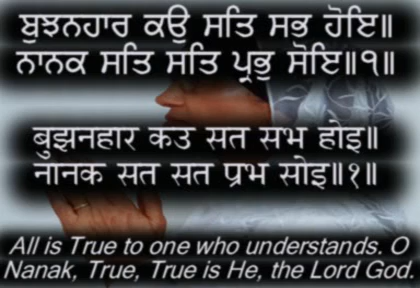 ਬੁਝਨਹਾਰ ਕਉ ਸਤਿ ਸਭ ਹੋਇ॥
ਨਾਨਕ ਸਤਿ ਸਤਿ ਪ੍ਰਭੁ ਸੋਇ॥੧॥
बुझनहार कउ सत सभ होइ॥
नानक सत सत प्रभ सोइ॥१॥
All is True to one who understands. O
Nanak, True, True is He, the Lord God.